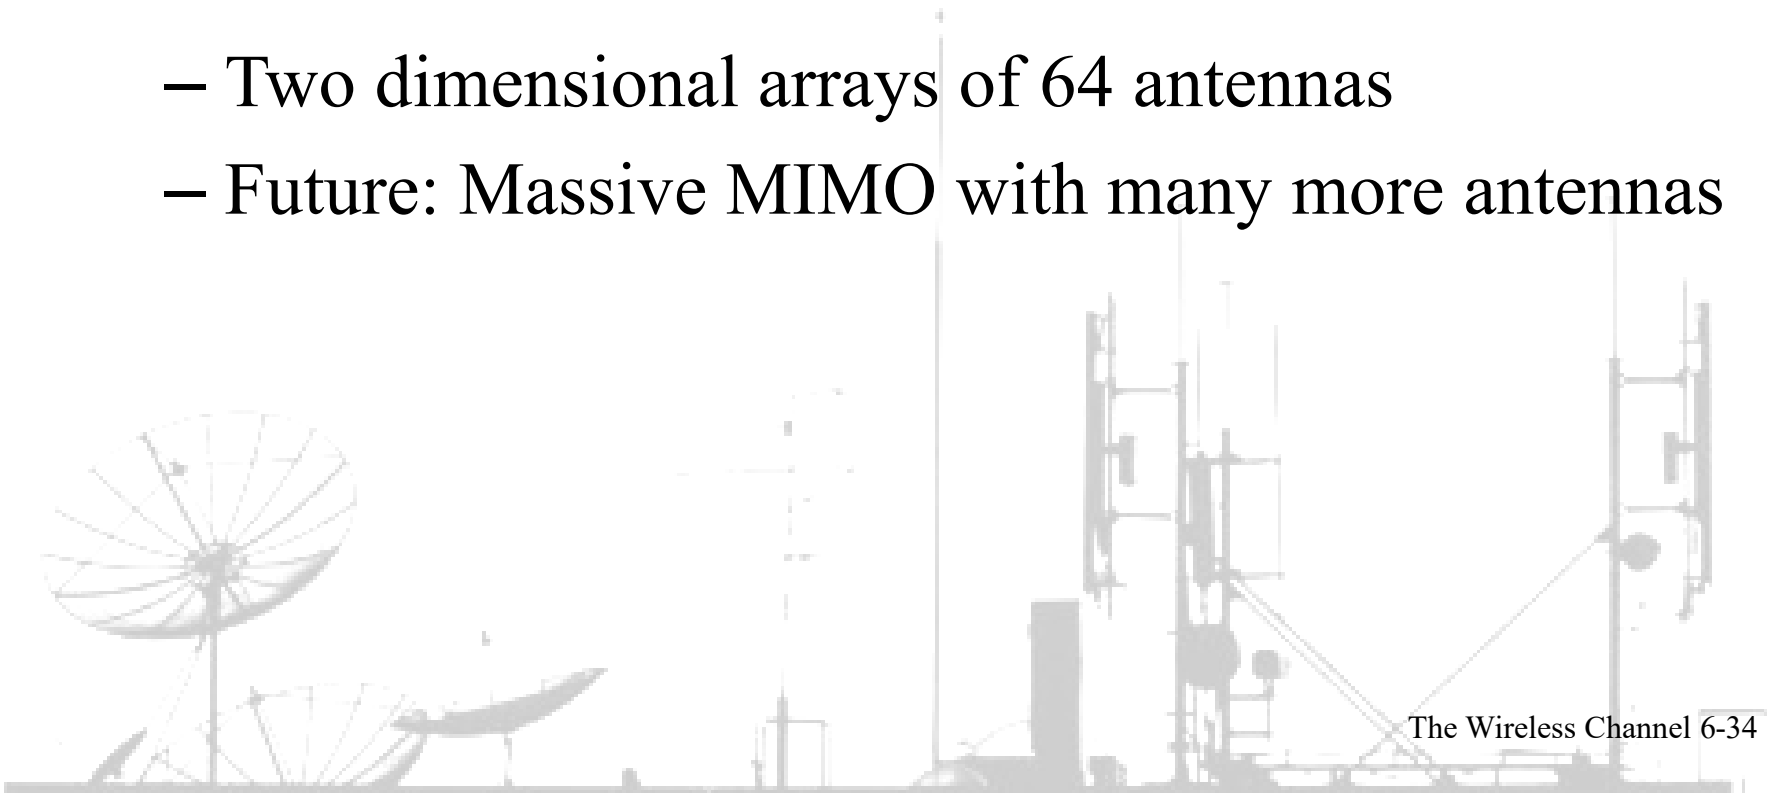 – Two dimensional arrays of 64 antennas
– Future: Massive MIMO with many more antennas
The Wireless Channel 6-34